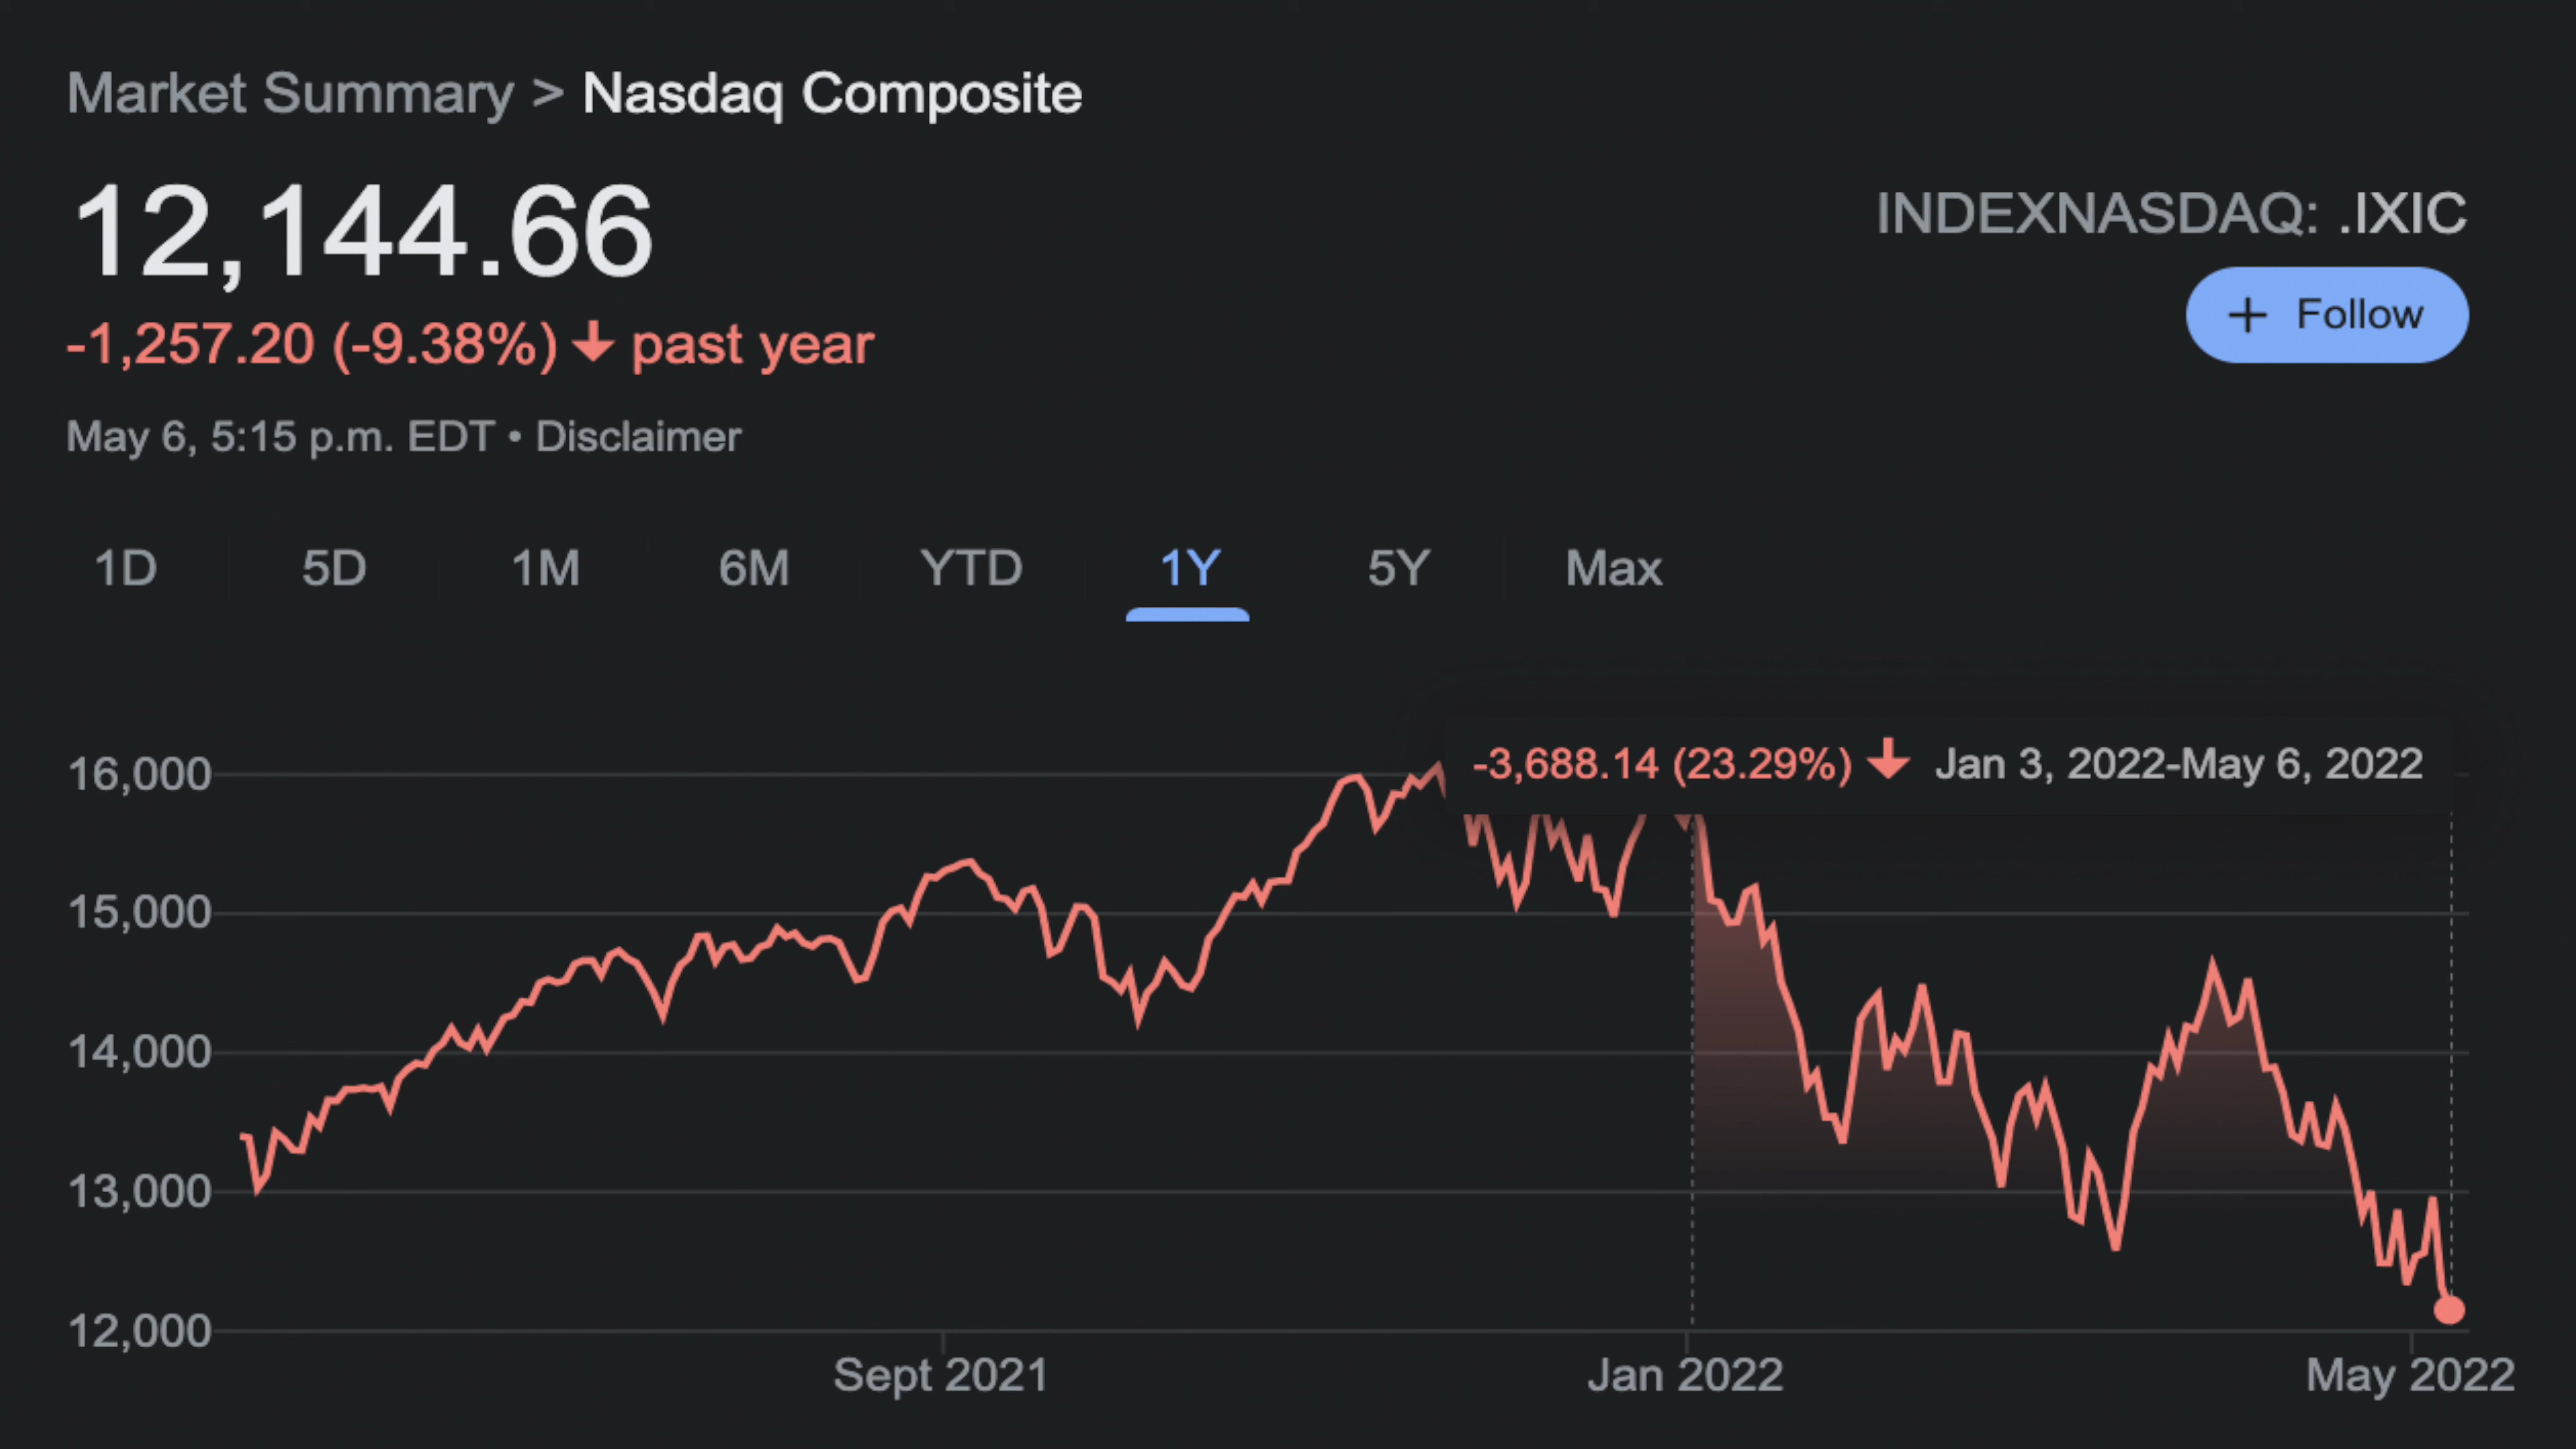 Market Summary > Nasdaq Composite
12,144.66
INDEXNASDAQ: .IXIC
+ Follow
-1,257.20 (-9.38%) ↓ past year
May 6, 5:15 p.m. EDT • Disclaimer
1D 5D 1M 6M YTD 1Y 5Y Max
-3,688.14 (23.29%) ↓ Jan 3, 2022-May 6, 2022
16,000
15,000
14,000
13,000
12,000
Sept 2021 Jan 2022 May 2022